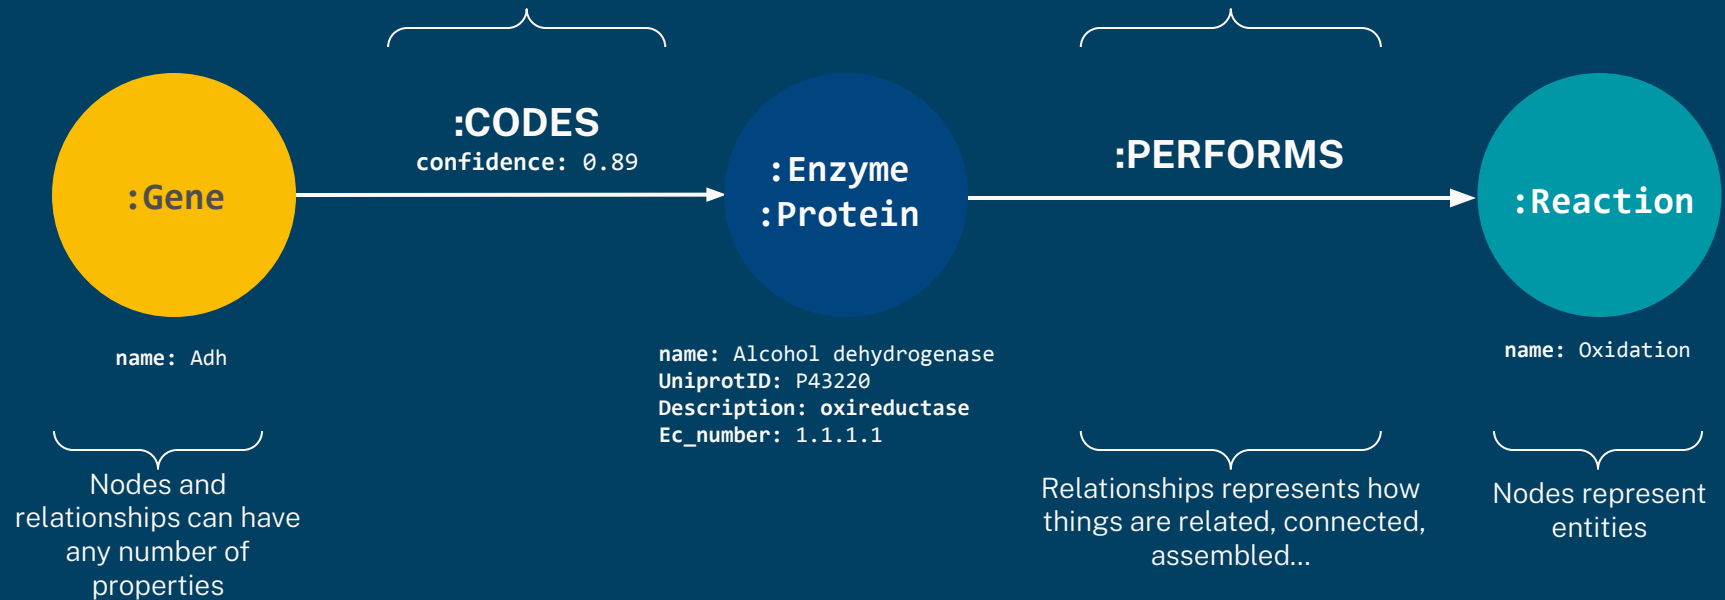 :CODES
confidence: 0.89
:PERFORMS
:Gene
:Enzyme
:Protein
:Reaction
name: Adh
name: Alcohol dehydrogenase
UniprotID: P43220
Description: oxireductase
Ec_number: 1.1.1.1
name: Oxidation
Nodes and
relationships can have
any number of
properties
Relationships represents how
things are related, connected,
assembled...
Nodes represent
entities